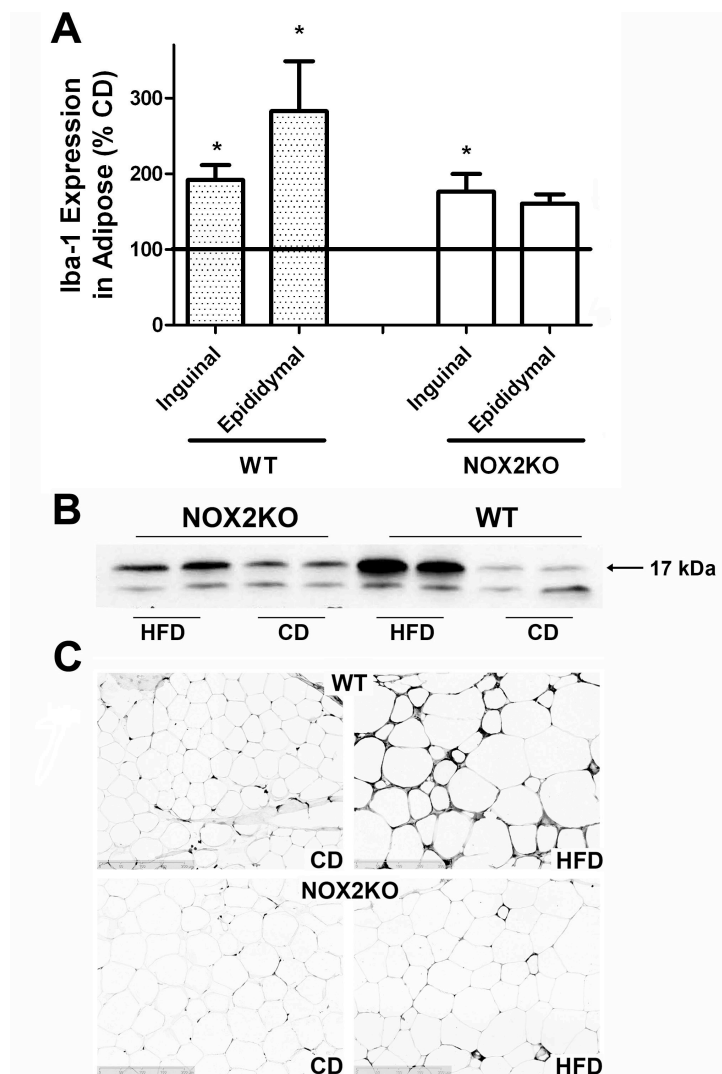 A
Iba-1 Expression
in Adipose (% CD)
300
200
100
0
*
*
*
Inguinal
Epididymal
Inguinal
Epididymal
WT
NOX2KO
B
NOX2KO
WT
17 kDa
HFD
CD
HFD
CD
C
WT
CD
HFD
NOX2KO
CD
HFD